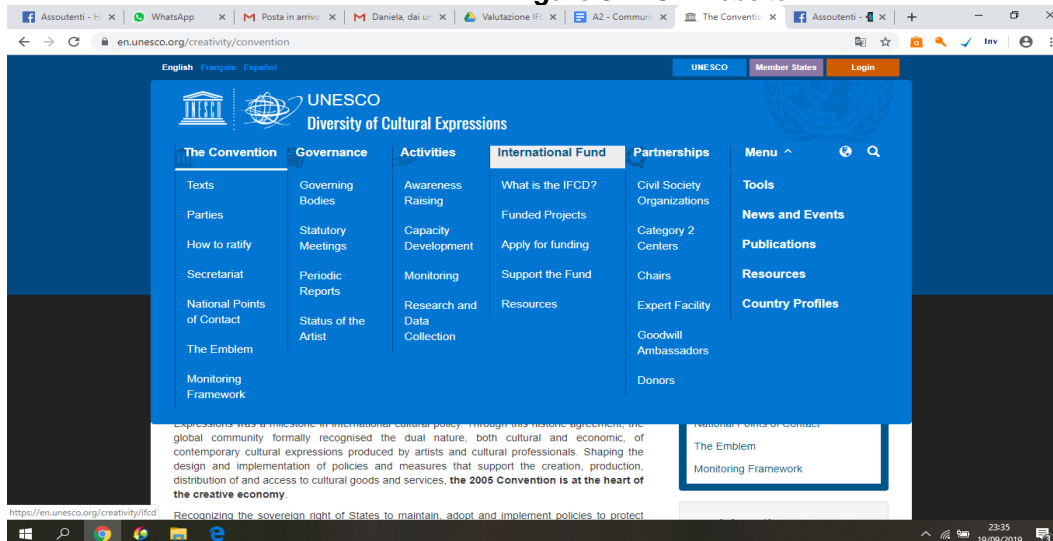 Assoutenti - H
WhatsApp
Posta in arrivo
Daniela, dai un
Valutazione IF
A2 - Communi
The Conventio
Assoutenti -
en.unesco.org/creativity/convention
Inv
English Français Español
UNESCO
Member States
Login
UNESCO
Diversity of Cultural Expressions
The Convention
Governance
Activities
International Fund
Partnerships
Menu
Texts
Parties
How to ratify
Secretariat
National Points
of Contact
The Emblem
Monitoring
Framework
Governing
Bodies
Statutory
Meetings
Periodic
Reports
Status of the
Artist
Awareness
Raising
Capacity
Development
Monitoring
Research and
Data
Collection
What is the IFCD?
Funded Projects
Apply for funding
Support the Fund
Resources
Civil Society
Organizations
Category 2
Centers
Chairs
Expert Facility
Goodwill
Ambassadors
Donors
Tools
News and Events
Publications
Resources
Country Profiles
Expressions was a milestone in international cultural policy. Through this historic agreement, the
global community formally recognised the dual nature, both cultural and economic, of
contemporary cultural expressions produced by artists and cultural professionals. Shaping the
design and implementation of policies and measures that support the creation, production,
distribution of and access to cultural goods and services, the 2005 Convention is at the heart of
the creative economy.
Recognizing the sovereign right of States to maintain, adopt and implement policies to protect
National Points of Contact
The Emblem
Monitoring Framework
https://en.unesco.org/creativity/ifcd
23:35
19/09/2019